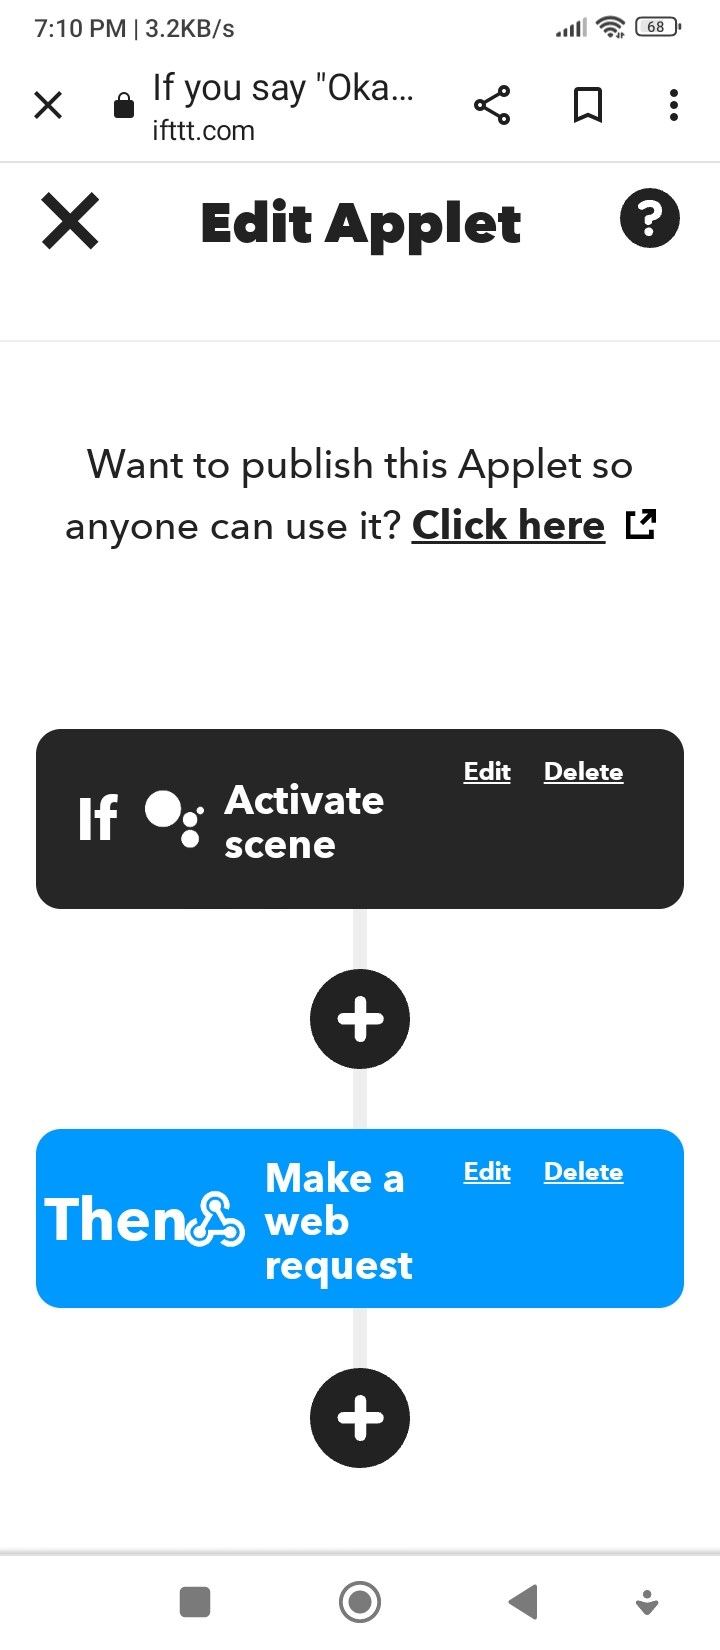 7:10 PM | 3.2KB/s
68
If you say "Oka...
ifttt.com
Edit Applet
?
Want to publish this Applet so
anyone can use it? Click here
Edit Delete
If Activate
scene
Edit Delete
Then Make a
web
request